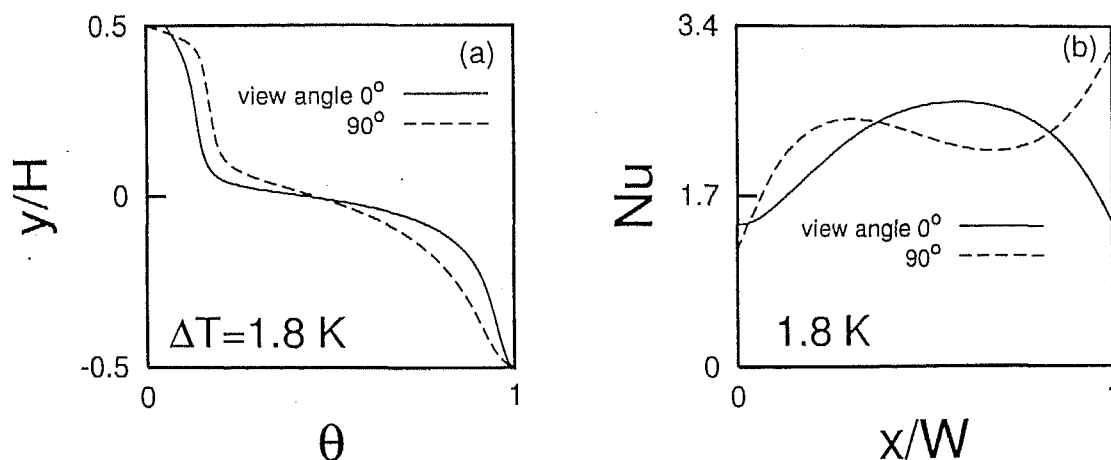 0.5
(a)
view angle 0°
90°
y/H
0
ΔT=1.8 K
-0.5
0
1
θ
3.4
(b)
Nu
1.7
view angle 0°
90°
1.8 K
0
0
1
x/W